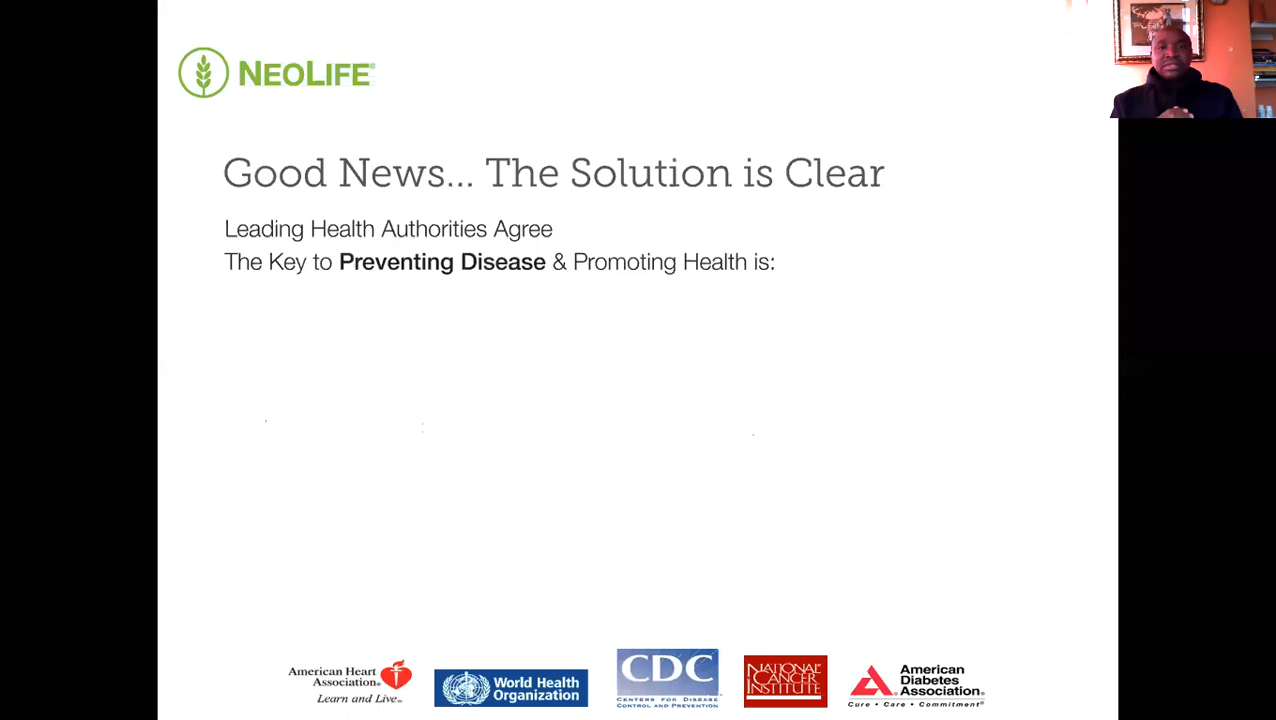 NEOLIFE®
Good News... The Solution is Clear
Leading Health Authorities Agree
The Key to Preventing Disease & Promoting Health is:
American Heart
Association®
Learn and Live℠
World Health
Organization
CDC
CENTERS FOR DISEASE
CONTROL AND PREVENTION
NATIONAL
CANCER
INSTITUTE
American
Diabetes
Association®
Cure • Care • Commitment®